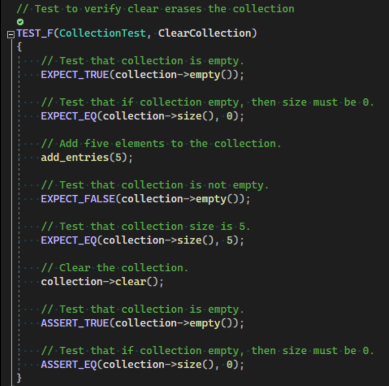 // Test to verify clear erases the collection
TEST_F(CollectionTest, ClearCollection)
{
// Test that collection is empty.
EXPECT_TRUE(collection->empty());
// Test that if collection empty, then size must be 0.
EXPECT_EQ(collection->size(), 0);
// Add five elements to the collection.
add_entries(5);
// Test that collection is not empty.
EXPECT_FALSE(collection->empty());
// Test that collection size is 5.
EXPECT_EQ(collection->size(), 5);
// Clear the collection.
collection->clear();
// Test that collection is empty.
ASSERT_TRUE(collection->empty());
// Test that if collection empty, then size must be 0.
ASSERT_EQ(collection->size(), 0);
}